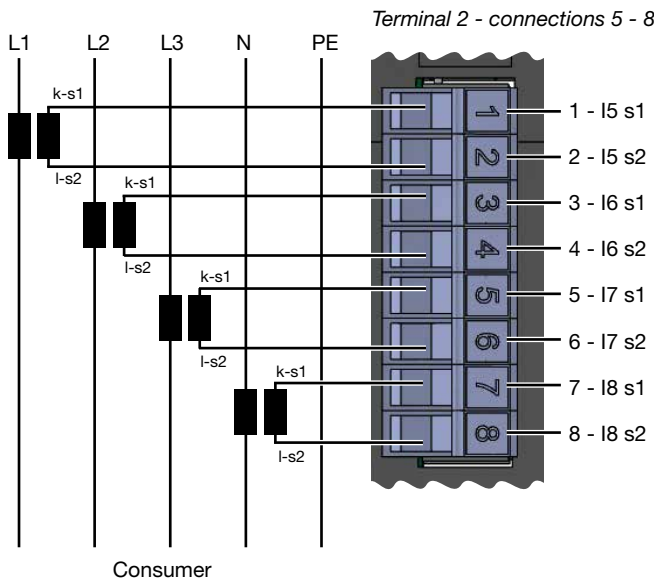 Terminal 2 - connections 5 - 8
L1 L2 L3 N PE
k-s1
1 1 - I5 s1
l-s2
2 2 - I5 s2
k-s1
3 3 - I6 s1
l-s2
4 4 - I6 s2
k-s1
5 5 - I7 s1
l-s2
6 6 - I7 s2
k-s1
7 7 - I8 s1
l-s2
8 8 - I8 s2
Consumer